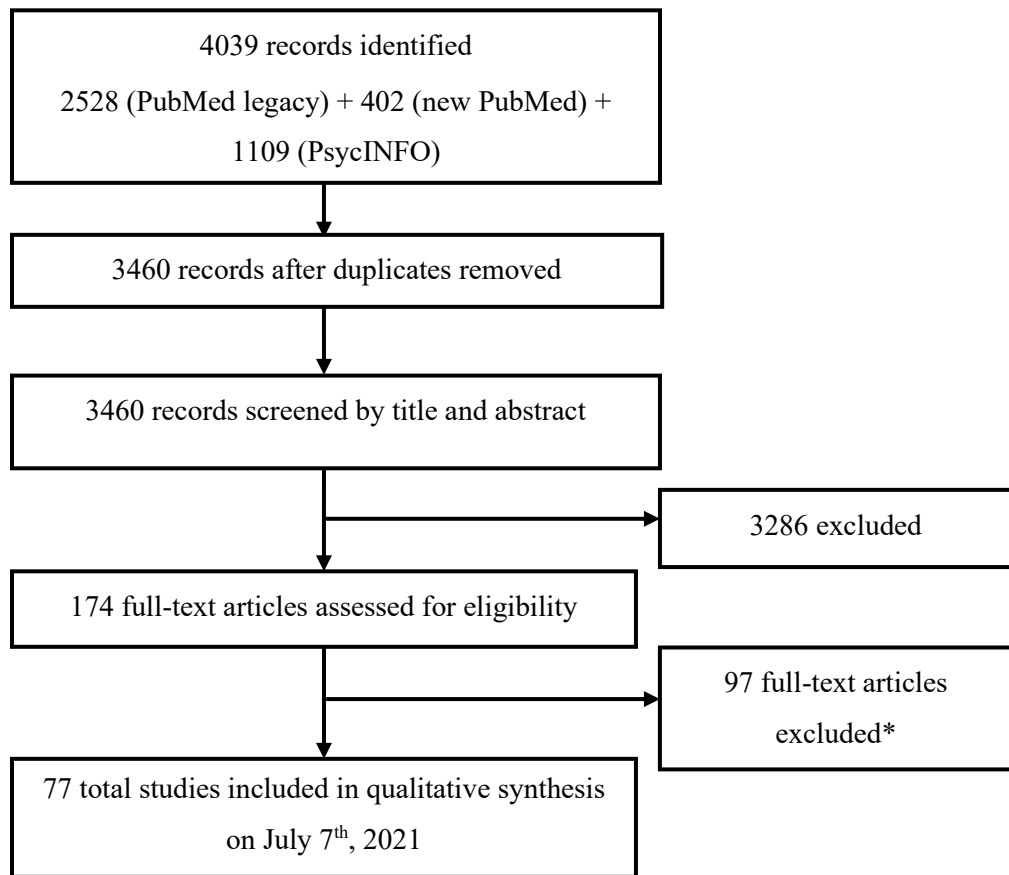 4039 records identified
2528 (PubMed legacy) + 402 (new PubMed) +
1109 (PsycINFO)
3460 records after duplicates removed
3460 records screened by title and abstract
3286 excluded
174 full-text articles assessed for eligibility
97 full-text articles
excluded*
77 total studies included in qualitative synthesis
on July 7th, 2021